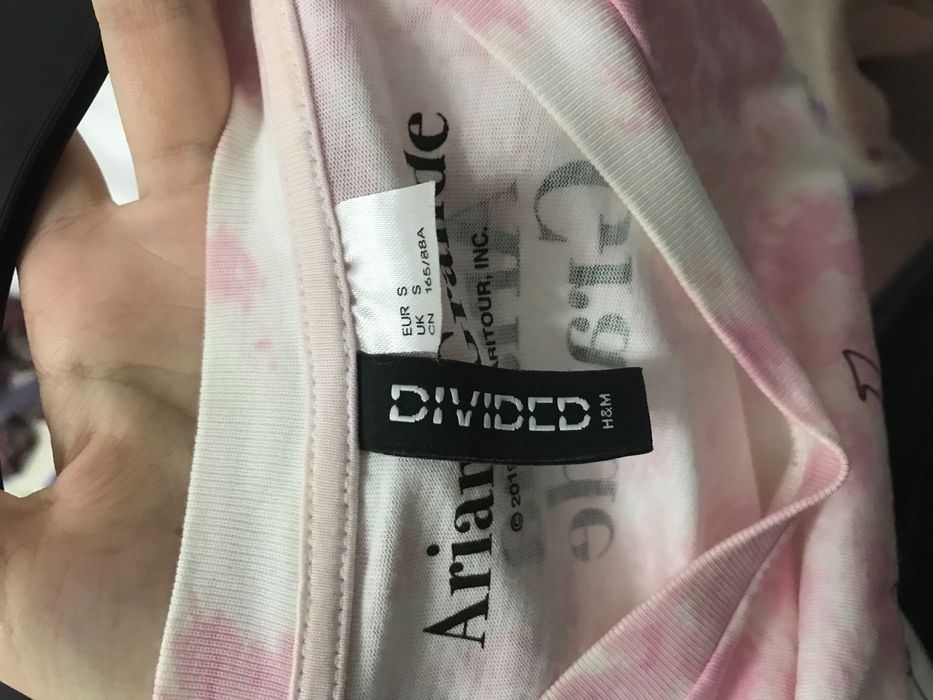 EUR S
UK S
CN 165/88A
DIVIDED
H&M
Ariana Grande
ARITOUR, INC.